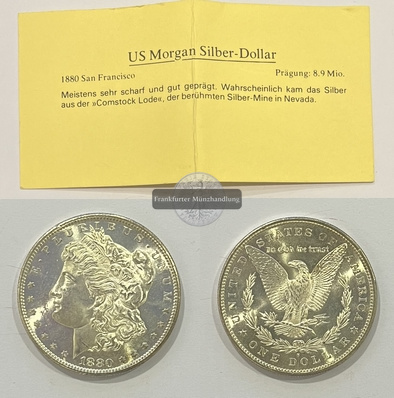 US Morgan Silber-Dollar
1880 San Francisco Prägung: 8.9 Mio.
Meistens sehr scharf und gut geprägt. Wahrscheinlich kam das Silber
aus der »Comstock Lode«, der berühmten Silber-Mine in Nevada.
Frankfurter Münzhandlung
E·PLURIBUS·UNUM
1880
UNITED STATES OF AMERICA
In God we trust
ONE DOLLAR